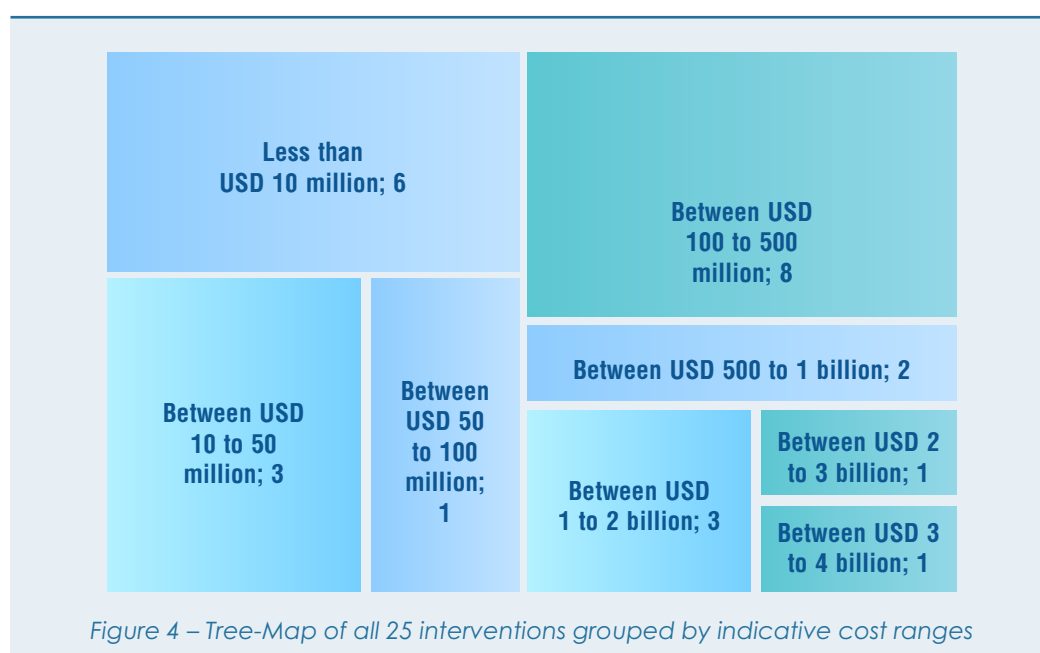 Less than
USD 10 million; 6
Between USD
100 to 500
million; 8
Between USD
10 to 50
million; 3
Between
USD 50
to 100
million;
1
Between USD 500 to 1 billion; 2
Between USD
1 to 2 billion; 3
Between USD 2
to 3 billion; 1
Between USD 3
to 4 billion; 1
Figure 4 – Tree-Map of all 25 interventions grouped by indicative cost ranges